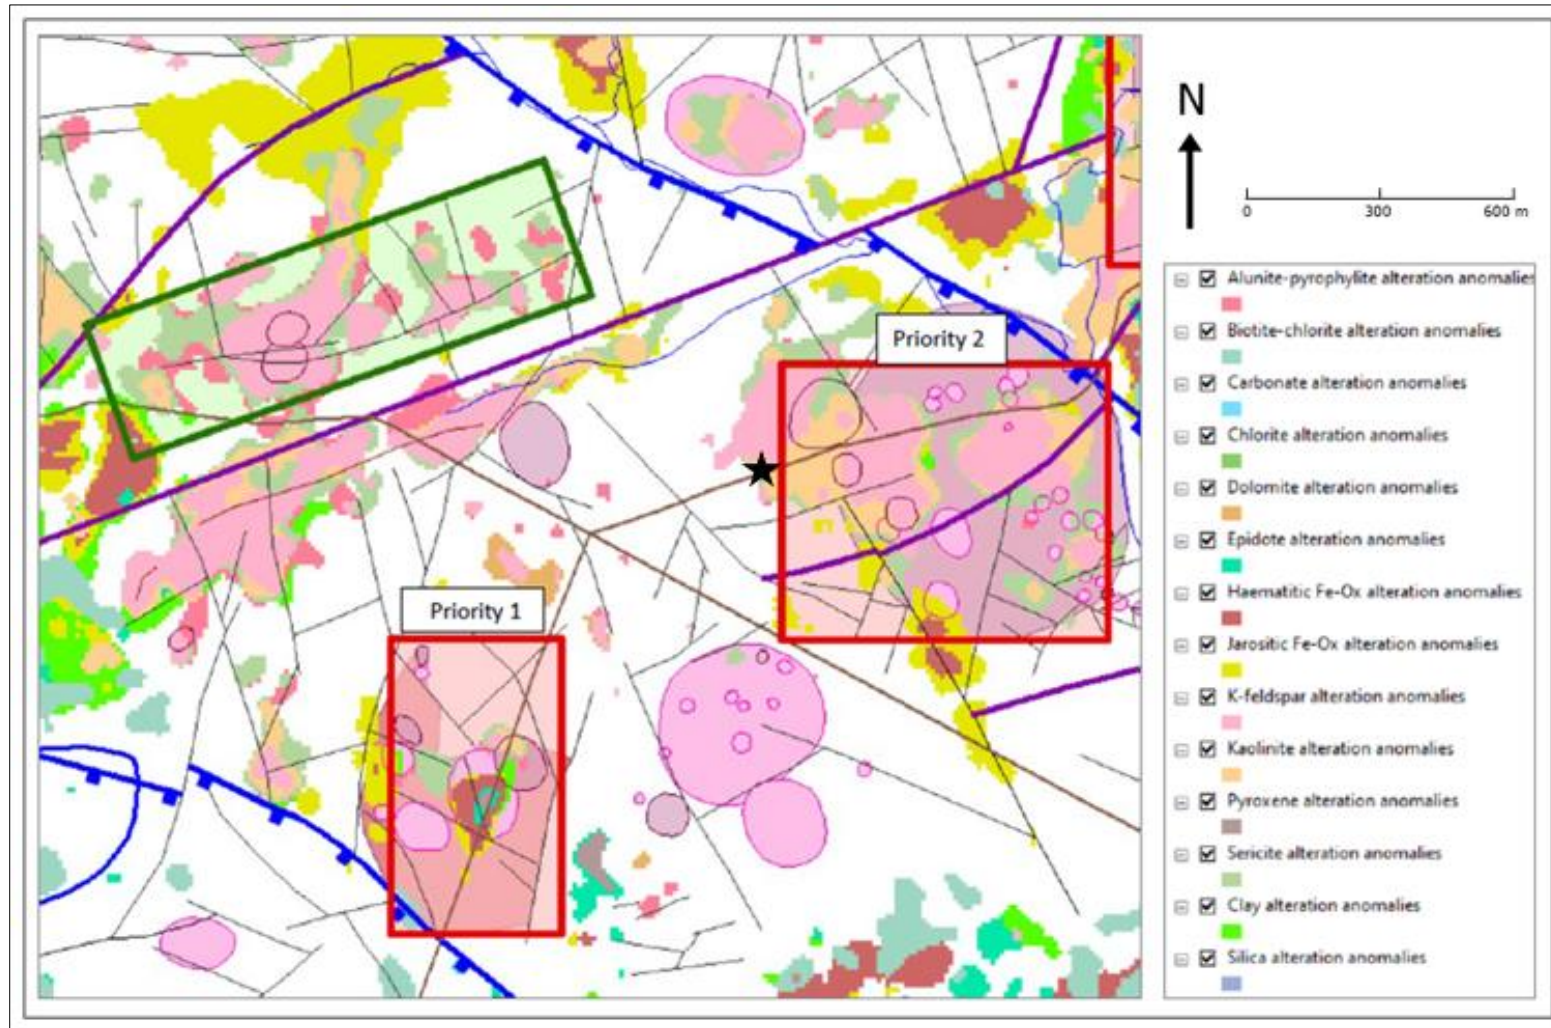 N
0 300 600 m
Priority 2
Priority 1
Alunite-pyrophylite alteration anomalies
Biotite-chlorite alteration anomalies
Carbonate alteration anomalies
Chlorite alteration anomalies
Dolomite alteration anomalies
Epidote alteration anomalies
Haematitic Fe-Ox alteration anomalies
Jarositic Fe-Ox alteration anomalies
K-feldspar alteration anomalies
Kaolinite alteration anomalies
Pyroxene alteration anomalies
Sericite alteration anomalies
Clay alteration anomalies
Silica alteration anomalies